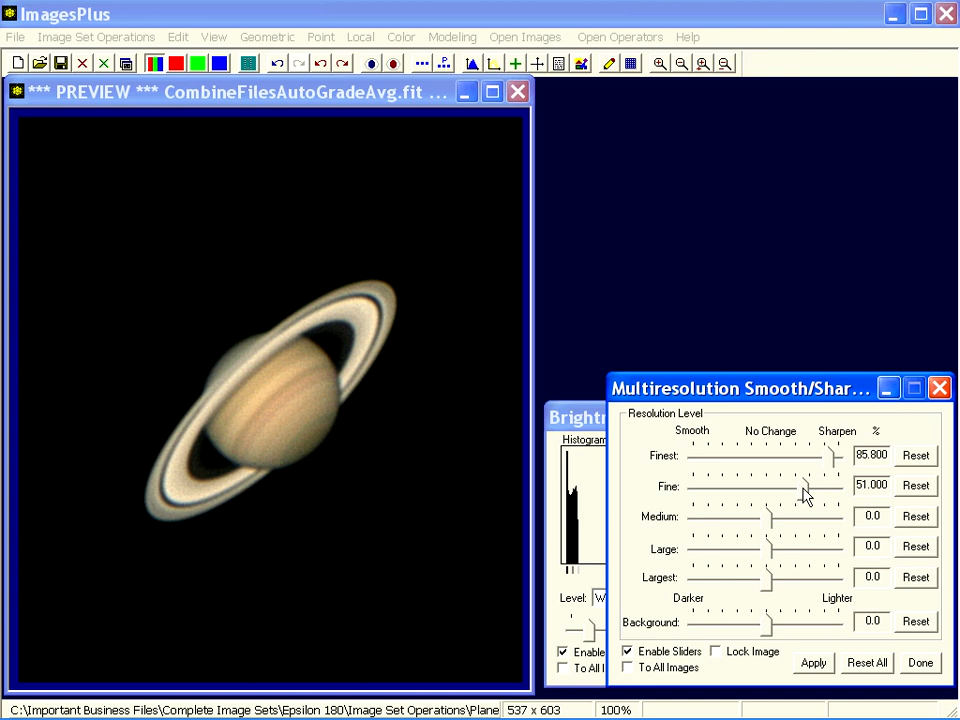 ImagesPlus
File Image Set Operations Edit View Geometric Point Local Color Modeling Open Images Open Operators Help
*** PREVIEW *** CombineFilesAutoGradeAvg.fit ...
Multiresolution Smooth/Shar...
Brightn
Resolution Level
Histogram
Smooth No Change Sharpen %
Finest: 85.800 Reset
Fine: 51.000 Reset
Medium: 0.0 Reset
Large: 0.0 Reset
Largest: 0.0 Reset
Level: W
Darker Lighter
Background: 0.0 Reset
Enable
Enable Sliders Lock Image
To All I
To All Images
Apply Reset All Done
C:\Important Business Files\Complete Image Sets\Epsilon 180\Image Set Operations\Plane 537 x 603 100%